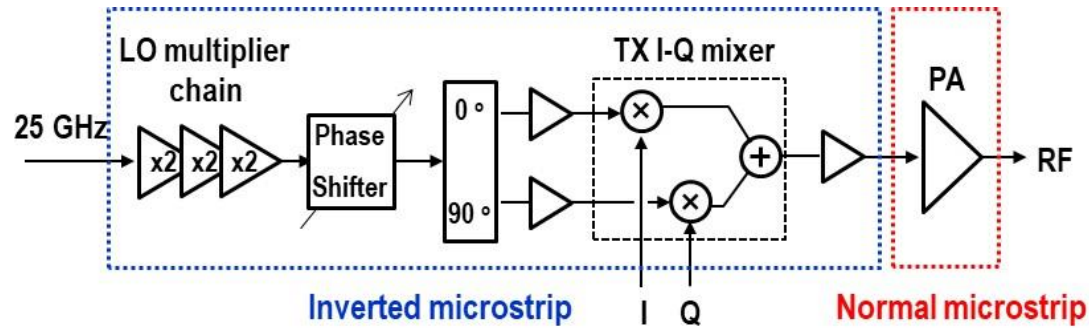 LO multiplier
chain
TX I-Q mixer
PA
25 GHz
x2 x2 x2
Phase
Shifter
0 °
90 °
RF
Inverted microstrip
I Q
Normal microstrip